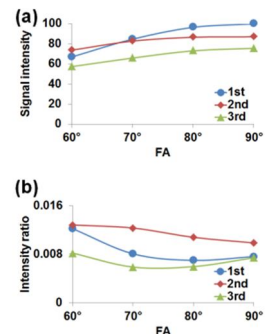 (a)
Signal intensity
100
80
60
40
20
0
60° 70° 80° 90°
FA
1st
2nd
3rd
(b)
Intensity ratio
0.016
0.008
0
60° 70° 80° 90°
FA
1st
2nd
3rd